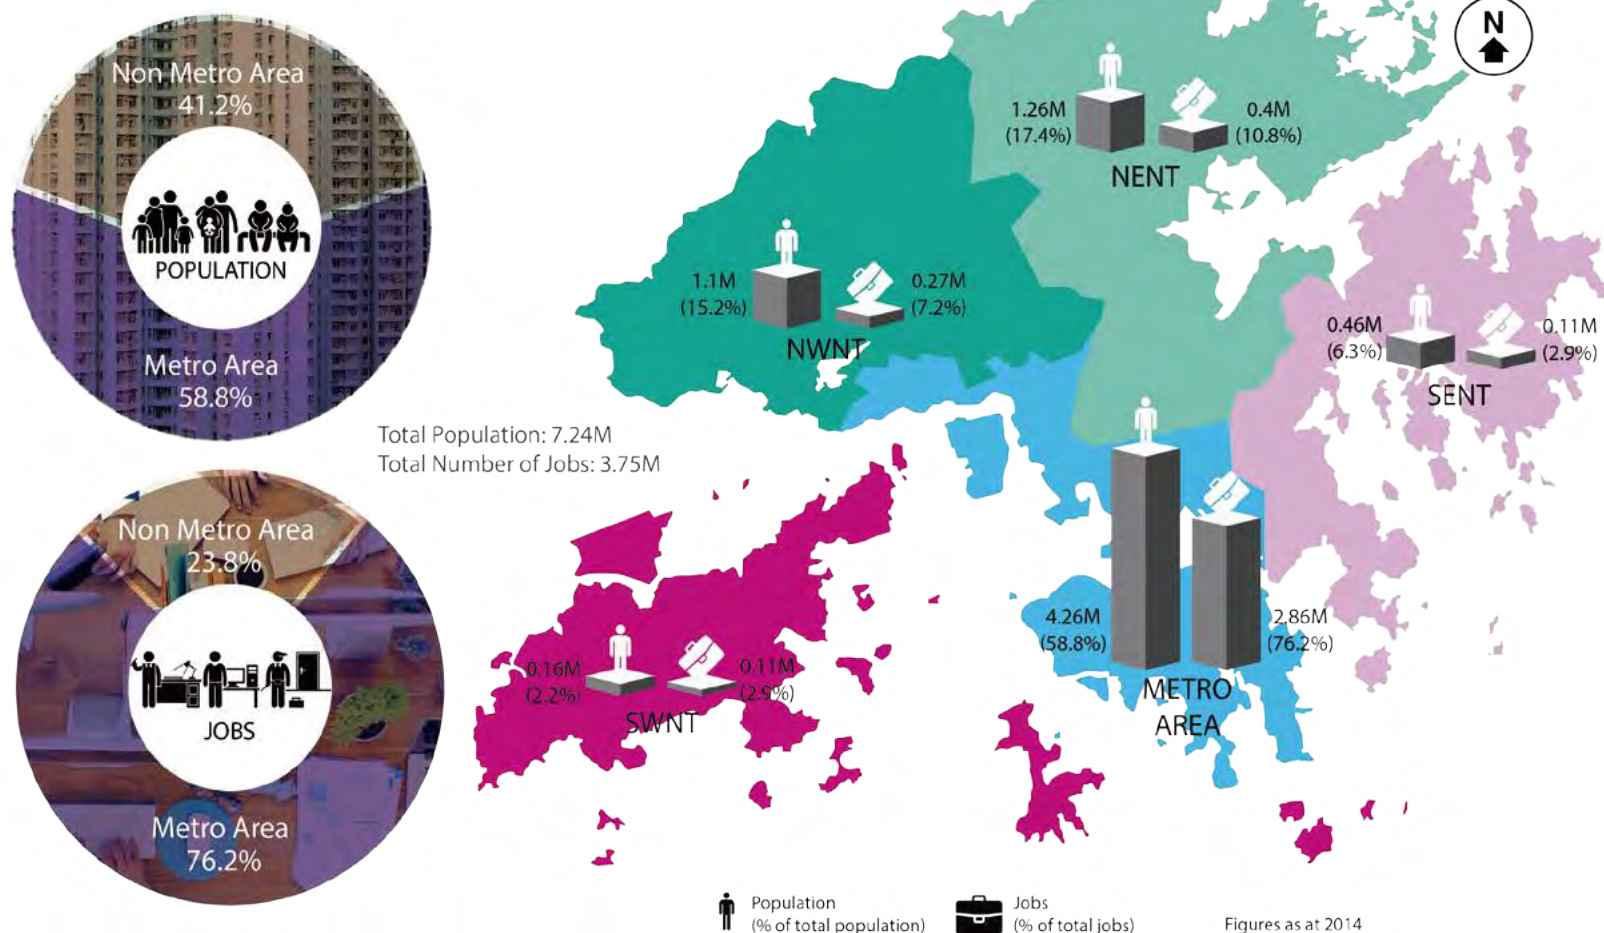 Non Metro Area
41.2%
POPULATION
Metro Area
58.8%
Total Population: 7.24M
Total Number of Jobs: 3.75M
Non Metro Area
23.8%
JOBS
Metro Area
76.2%
N
1.26M
(17.4%)
0.4M
(10.8%)
NENT
1.1M
(15.2%)
0.27M
(7.2%)
NWNT
0.46M
(6.3%)
0.11M
(2.9%)
SENT
4.26M
(58.8%)
2.86M
(76.2%)
METRO
AREA
0.16M
(2.2%)
0.11M
(2.9%)
SWNT
Population
(% of total population)
Jobs
(% of total jobs)
Figures as at 2014